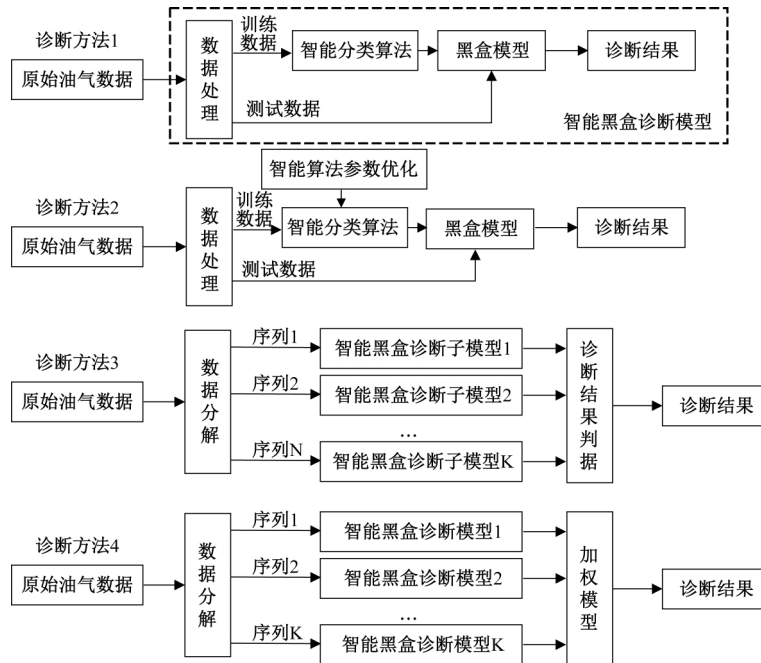 诊断方法1
原始油气数据
数据处理
训练
数据
智能分类算法
黑盒模型
诊断结果
测试数据
智能黑盒诊断模型
智能算法参数优化
诊断方法2
原始油气数据
数据处理
训练
数据
智能分类算法
黑盒模型
诊断结果
测试数据
诊断方法3
原始油气数据
数据分解
序列1
智能黑盒诊断子模型1
序列2
智能黑盒诊断子模型2
...
序列N
智能黑盒诊断子模型K
诊断结果判据
诊断结果
诊断方法4
原始油气数据
数据分解
序列1
智能黑盒诊断模型1
序列2
智能黑盒诊断模型2
...
序列K
智能黑盒诊断模型K
加权模型
诊断结果